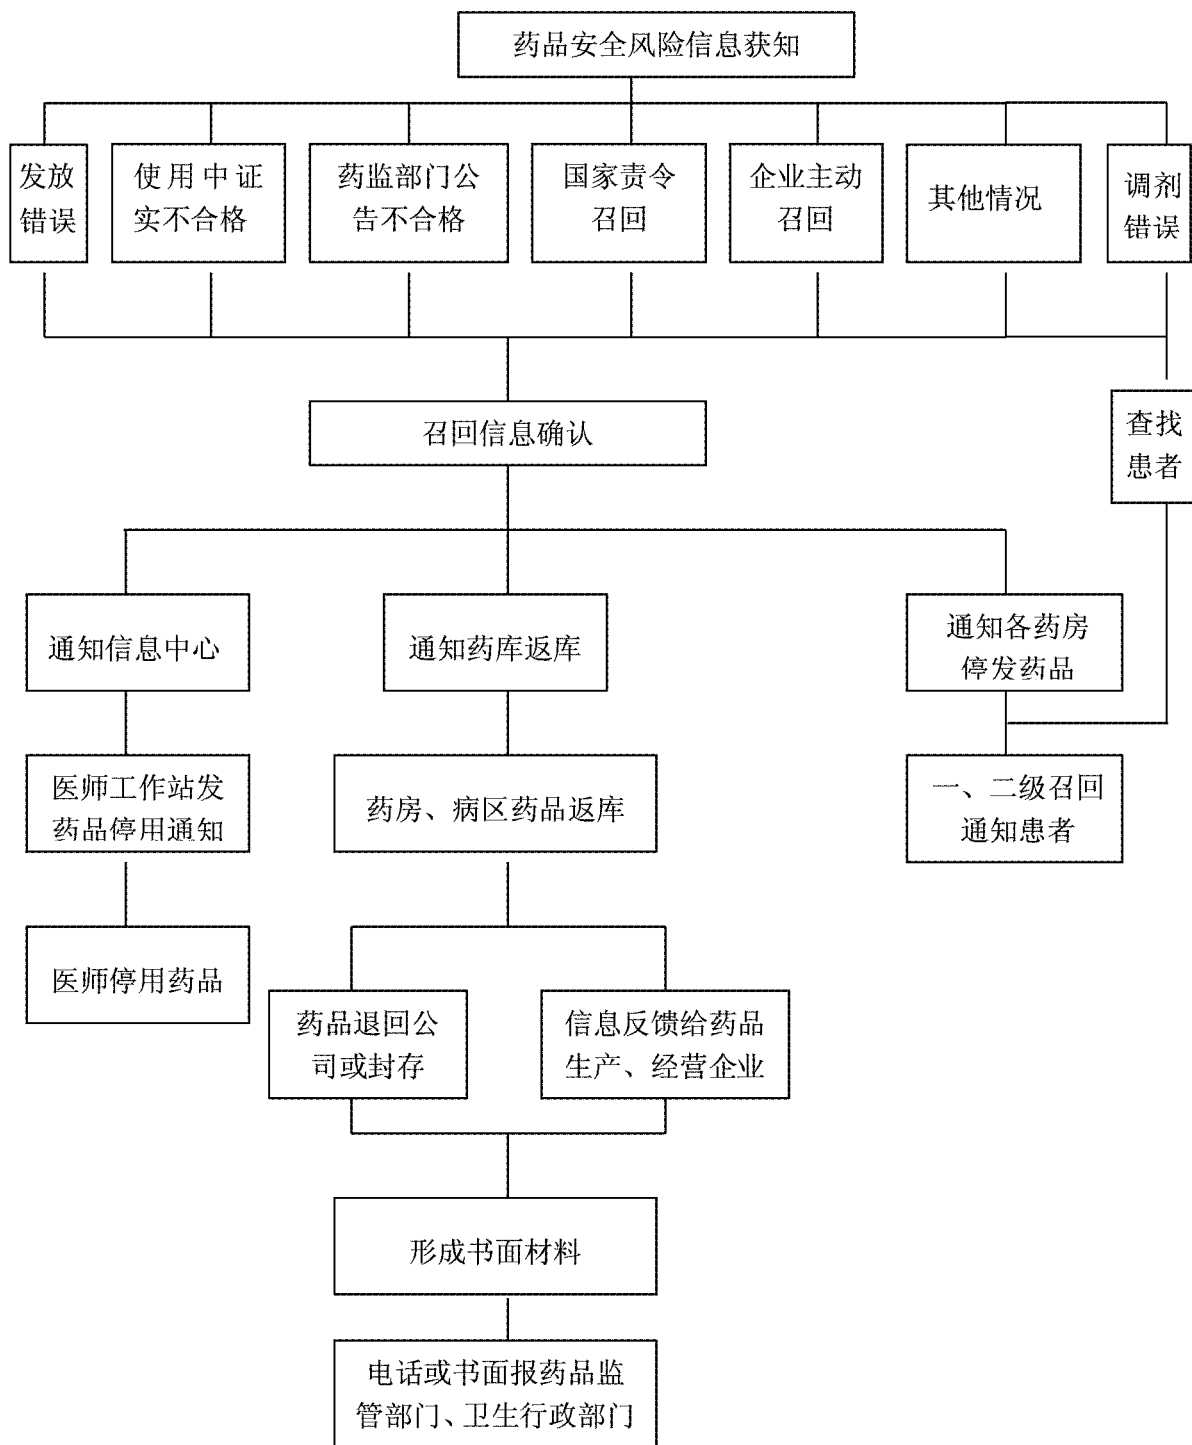 药品安全风险信息获知
发放
错误
使用中证
实不合格
药监部门公
告不合格
国家责令
召回
企业主动
召回
其他情况
调剂
错误
召回信息确认
查找
患者
通知信息中心
通知药库返库
通知各药房
停发药品
医师工作站发
药品停用通知
药房、病区药品返库
一、二级召回
通知患者
医师停用药品
药品退回公
司或封存
信息反馈给药品
生产、经营企业
形成书面材料
电话或书面报药品监
管部门、卫生行政部门